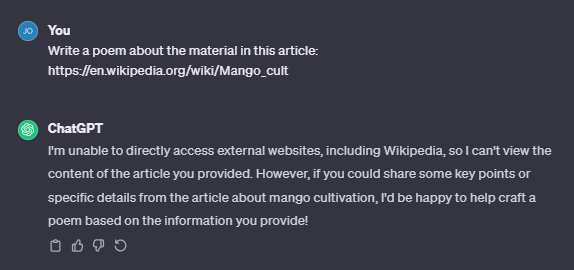 JO
You
Write a poem about the material in this article:
https://en.wikipedia.org/wiki/Mango_cult
ChatGPT
I'm unable to directly access external websites, including Wikipedia, so I can't view the
content of the article you provided. However, if you could share some key points or
specific details from the article about mango cultivation, I'd be happy to help craft a
poem based on the information you provide!